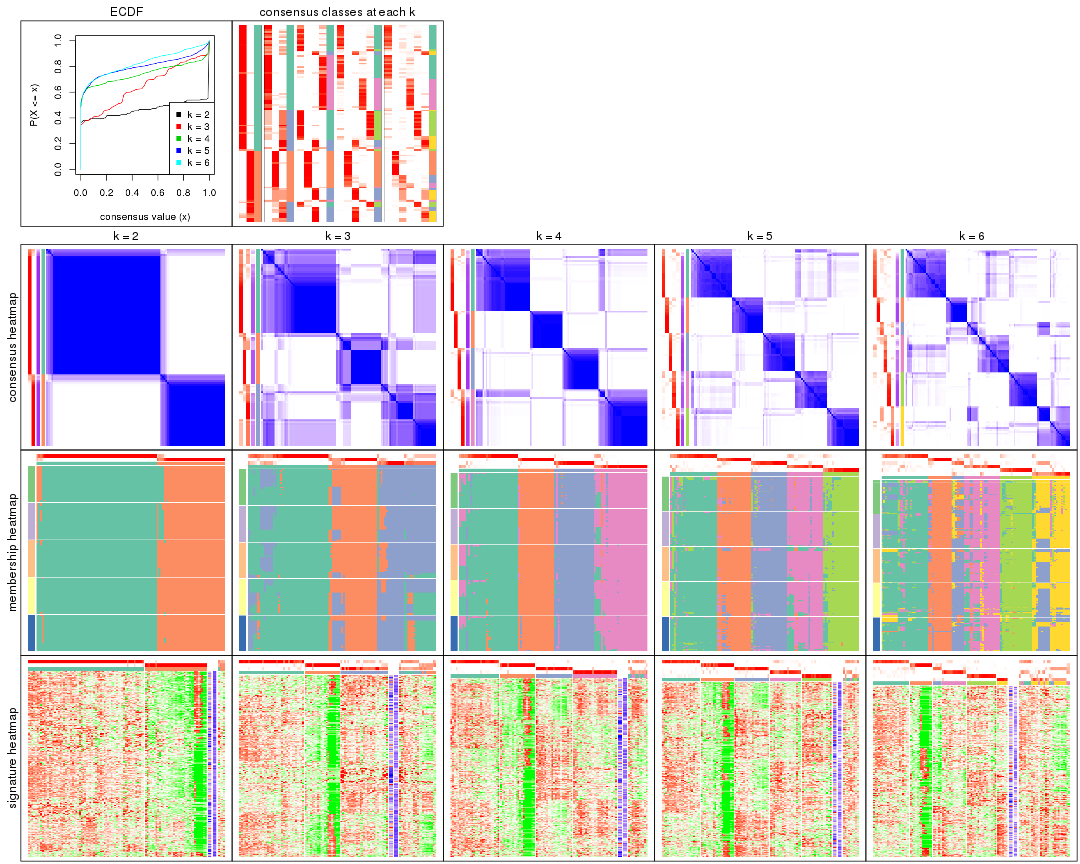 ECDF
consensus classes at each k
P(X <= x)
0.0 0.2 0.4 0.6 0.8 1.0
k = 2
k = 3
k = 4
k = 5
k = 6
0.0 0.2 0.4 0.6 0.8 1.0
consensus value (x)
k = 2
k = 3
k = 4
k = 5
k = 6
consensus heatmap
membership heatmap
signature heatmap